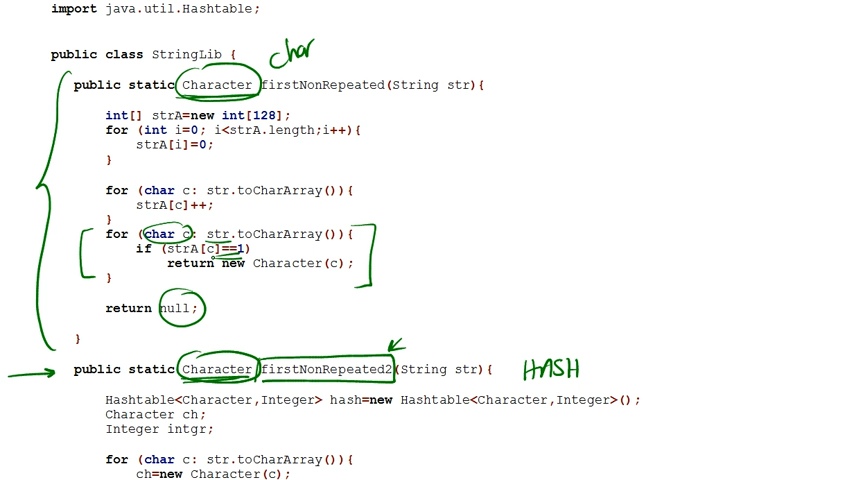 import java.util.Hashtable;
public class StringLib {
char
public static Character firstNonRepeated(String str){
int[] strA=new int[128];
for (int i=0; i<strA.length;i++){
strA[i]=0;
}
for (char c: str.toCharArray()){
strA[c]++;
}
for (char c: str.toCharArray()){
if (strA[c]==1)
return new Character(c);
}
return null;
}
public static Character firstNonRepeated2(String str){ HASH
Hashtable<Character,Integer> hash=new Hashtable<Character,Integer>();
Character ch;
Integer intgr;
for (char c: str.toCharArray()){
ch=new Character(c);